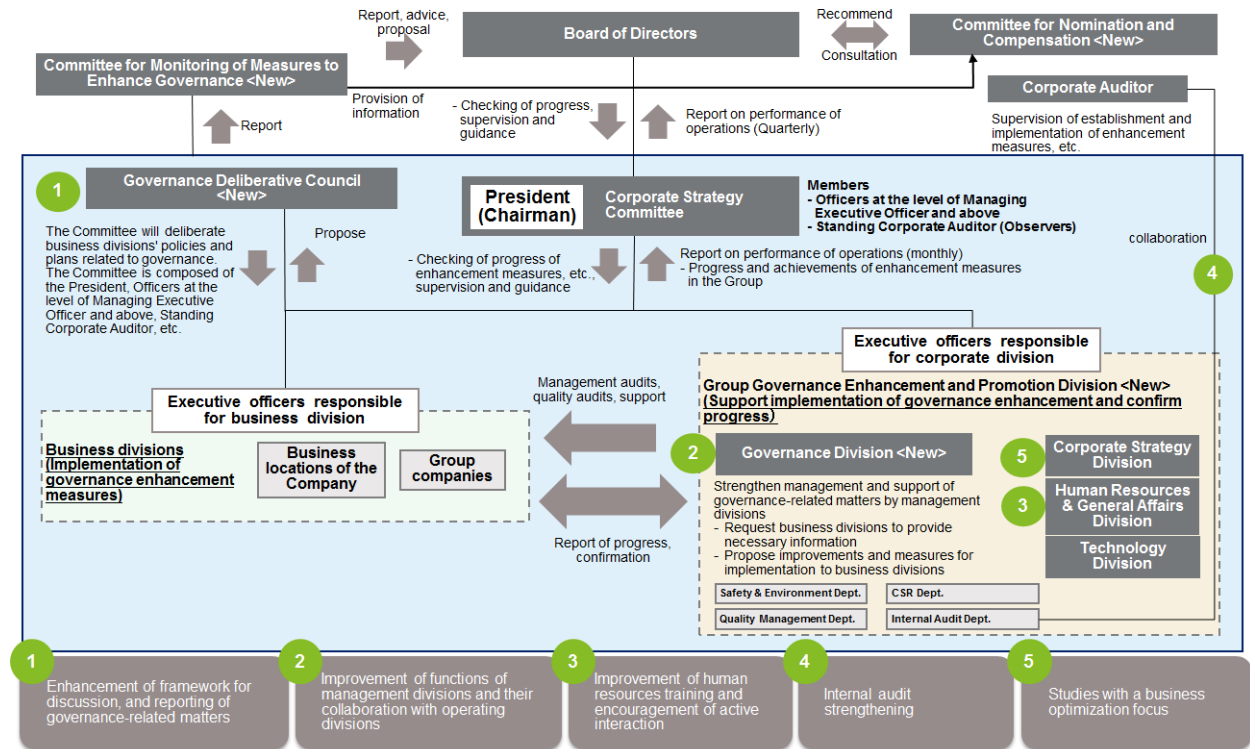 Report, advice,
proposal
Board of Directors
Recommend
Consultation
Committee for Nomination and
Compensation <New>
Committee for Monitoring of Measures to
Enhance Governance <New>
Provision of
information
Report
- Checking of progress,
supervision and
guidance
Report on performance of
operations (Quarterly)
Corporate Auditor
Supervision of establishment and
implementation of enhancement
measures, etc.
1
Governance Deliberative Council
<New>
The Committee will deliberate
business divisions' policies and
plans related to governance.
The Committee is composed of
the President, Officers at the
level of Managing Executive
Officer and above, Standing
Corporate Auditor, etc.
Propose
President
(Chairman)
Corporate Strategy
Committee
Members
- Officers at the level of Managing
Executive Officer and above
- Standing Corporate Auditor (Observers)
- Checking of progress of
enhancement measures, etc.,
supervision and guidance
Report on performance of operations (monthly)
- Progress and achievements of enhancement measures
in the Group
collaboration
4
Executive officers responsible
for business division
Business divisions
(Implementation of
governance enhancement
measures)
Business
locations of the
Company
Group
companies
Management audits,
quality audits, support
Report of progress,
confirmation
Executive officers responsible
for corporate division
Group Governance Enhancement and Promotion Division <New>
(Support implementation of governance enhancement and confirm
progress)
2
Governance Division <New>
Strengthen management and support of
governance-related matters by management
divisions
- Request business divisions to provide
necessary information
- Propose improvements and measures for
implementation to business divisions
Safety & Environment Dept.
CSR Dept.
Quality Management Dept.
Internal Audit Dept.
5
Corporate Strategy
Division
3
Human Resources
& General Affairs
Division
Technology
Division
1
Enhancement of framework for
discussion, and reporting of
governance-related matters
2
Improvement of functions of
management divisions and their
collaboration with operating
divisions
3
Improvement of human
resources training and
encouragement of active
interaction
4
Internal audit
strengthening
5
Studies with a business
optimization focus